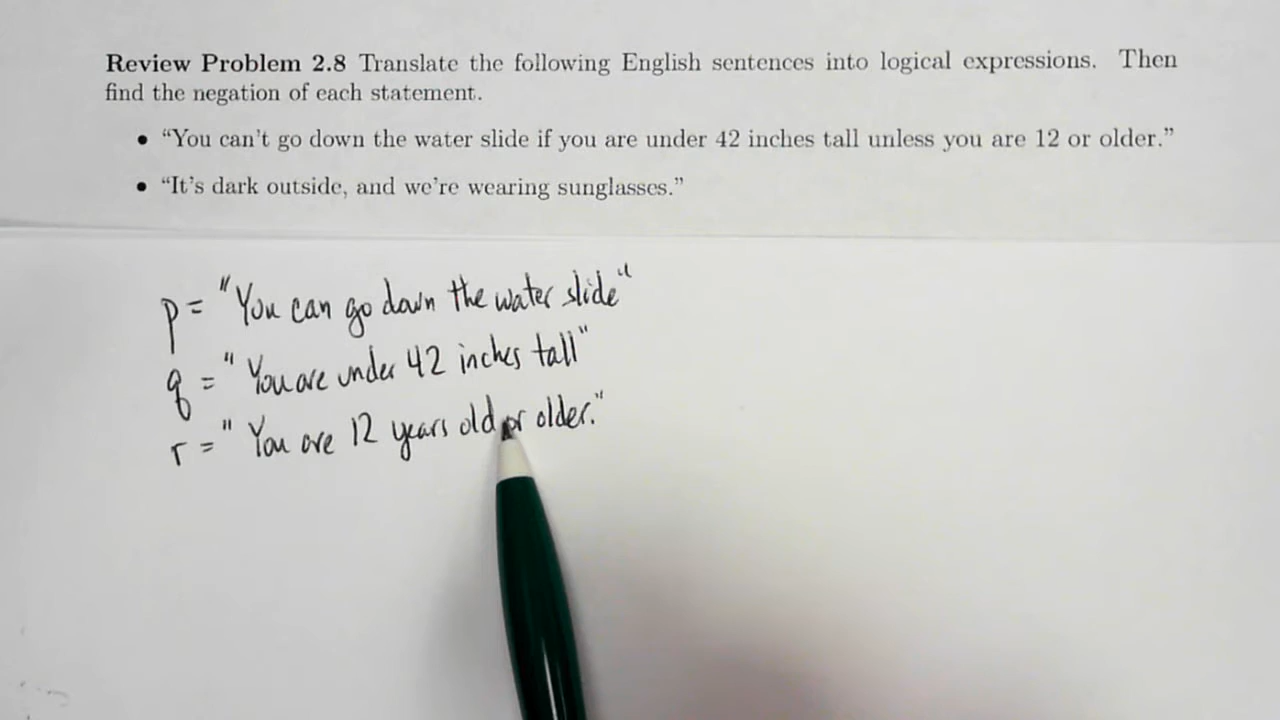 Review Problem 2.8 Translate the following English sentences into logical expressions. Then
find the negation of each statement.
• “You can't go down the water slide if you are under 42 inches tall unless you are 12 or older.”
• “It's dark outside, and we're wearing sunglasses.”
p = "You can go down the water slide"
q = "You are under 42 inches tall"
r = "You are 12 years old or older."